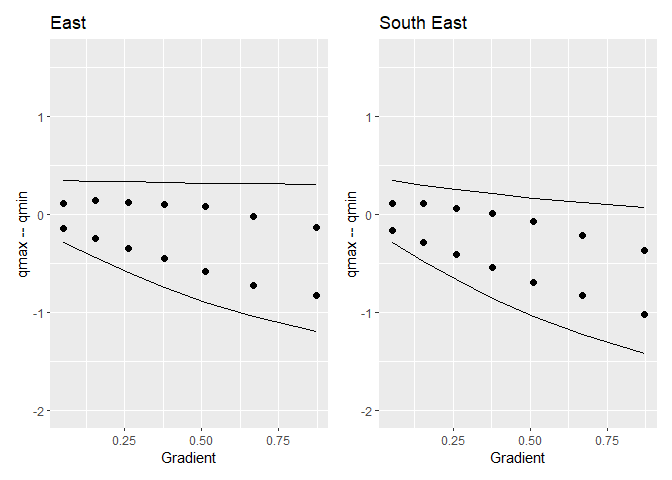 East
South East
qmax -- qmin
1
0
-1
-2
0.25 0.50 0.75
Gradient
qmax -- qmin
1
0
-1
-2
0.25 0.50 0.75
Gradient